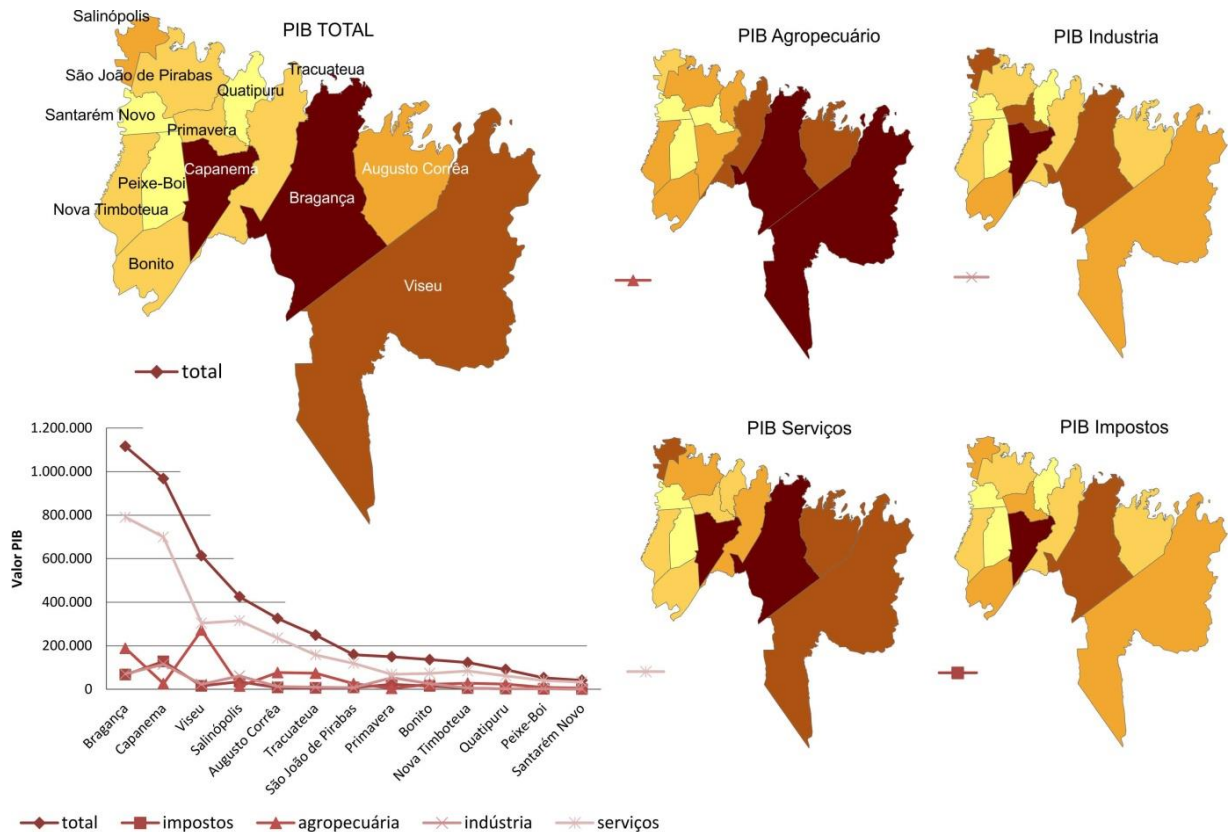 Salinópolis
PIB TOTAL
São João de Pirabas
Tracuateua
Quatipuru
Santarém Novo
Primavera
Capanema
Augusto Corrêa
Peixe-Boi
Bragança
Nova Timboteua
Bonito
Viseu
total
PIB Agropecuário
PIB Industria
PIB Serviços
PIB Impostos
Valor PIB
1.200.000
1.000.000
800.000
600.000
400.000
200.000
0
Bragança
Capanema
Viseu
Salinópolis
Augusto Corrêa
Tracuateua
São João de Pirabas
Primavera
Bonito
Nova Timboteua
Quatipuru
Peixe-Boi
Santarém Novo
total impostos agropecuária indústria serviços